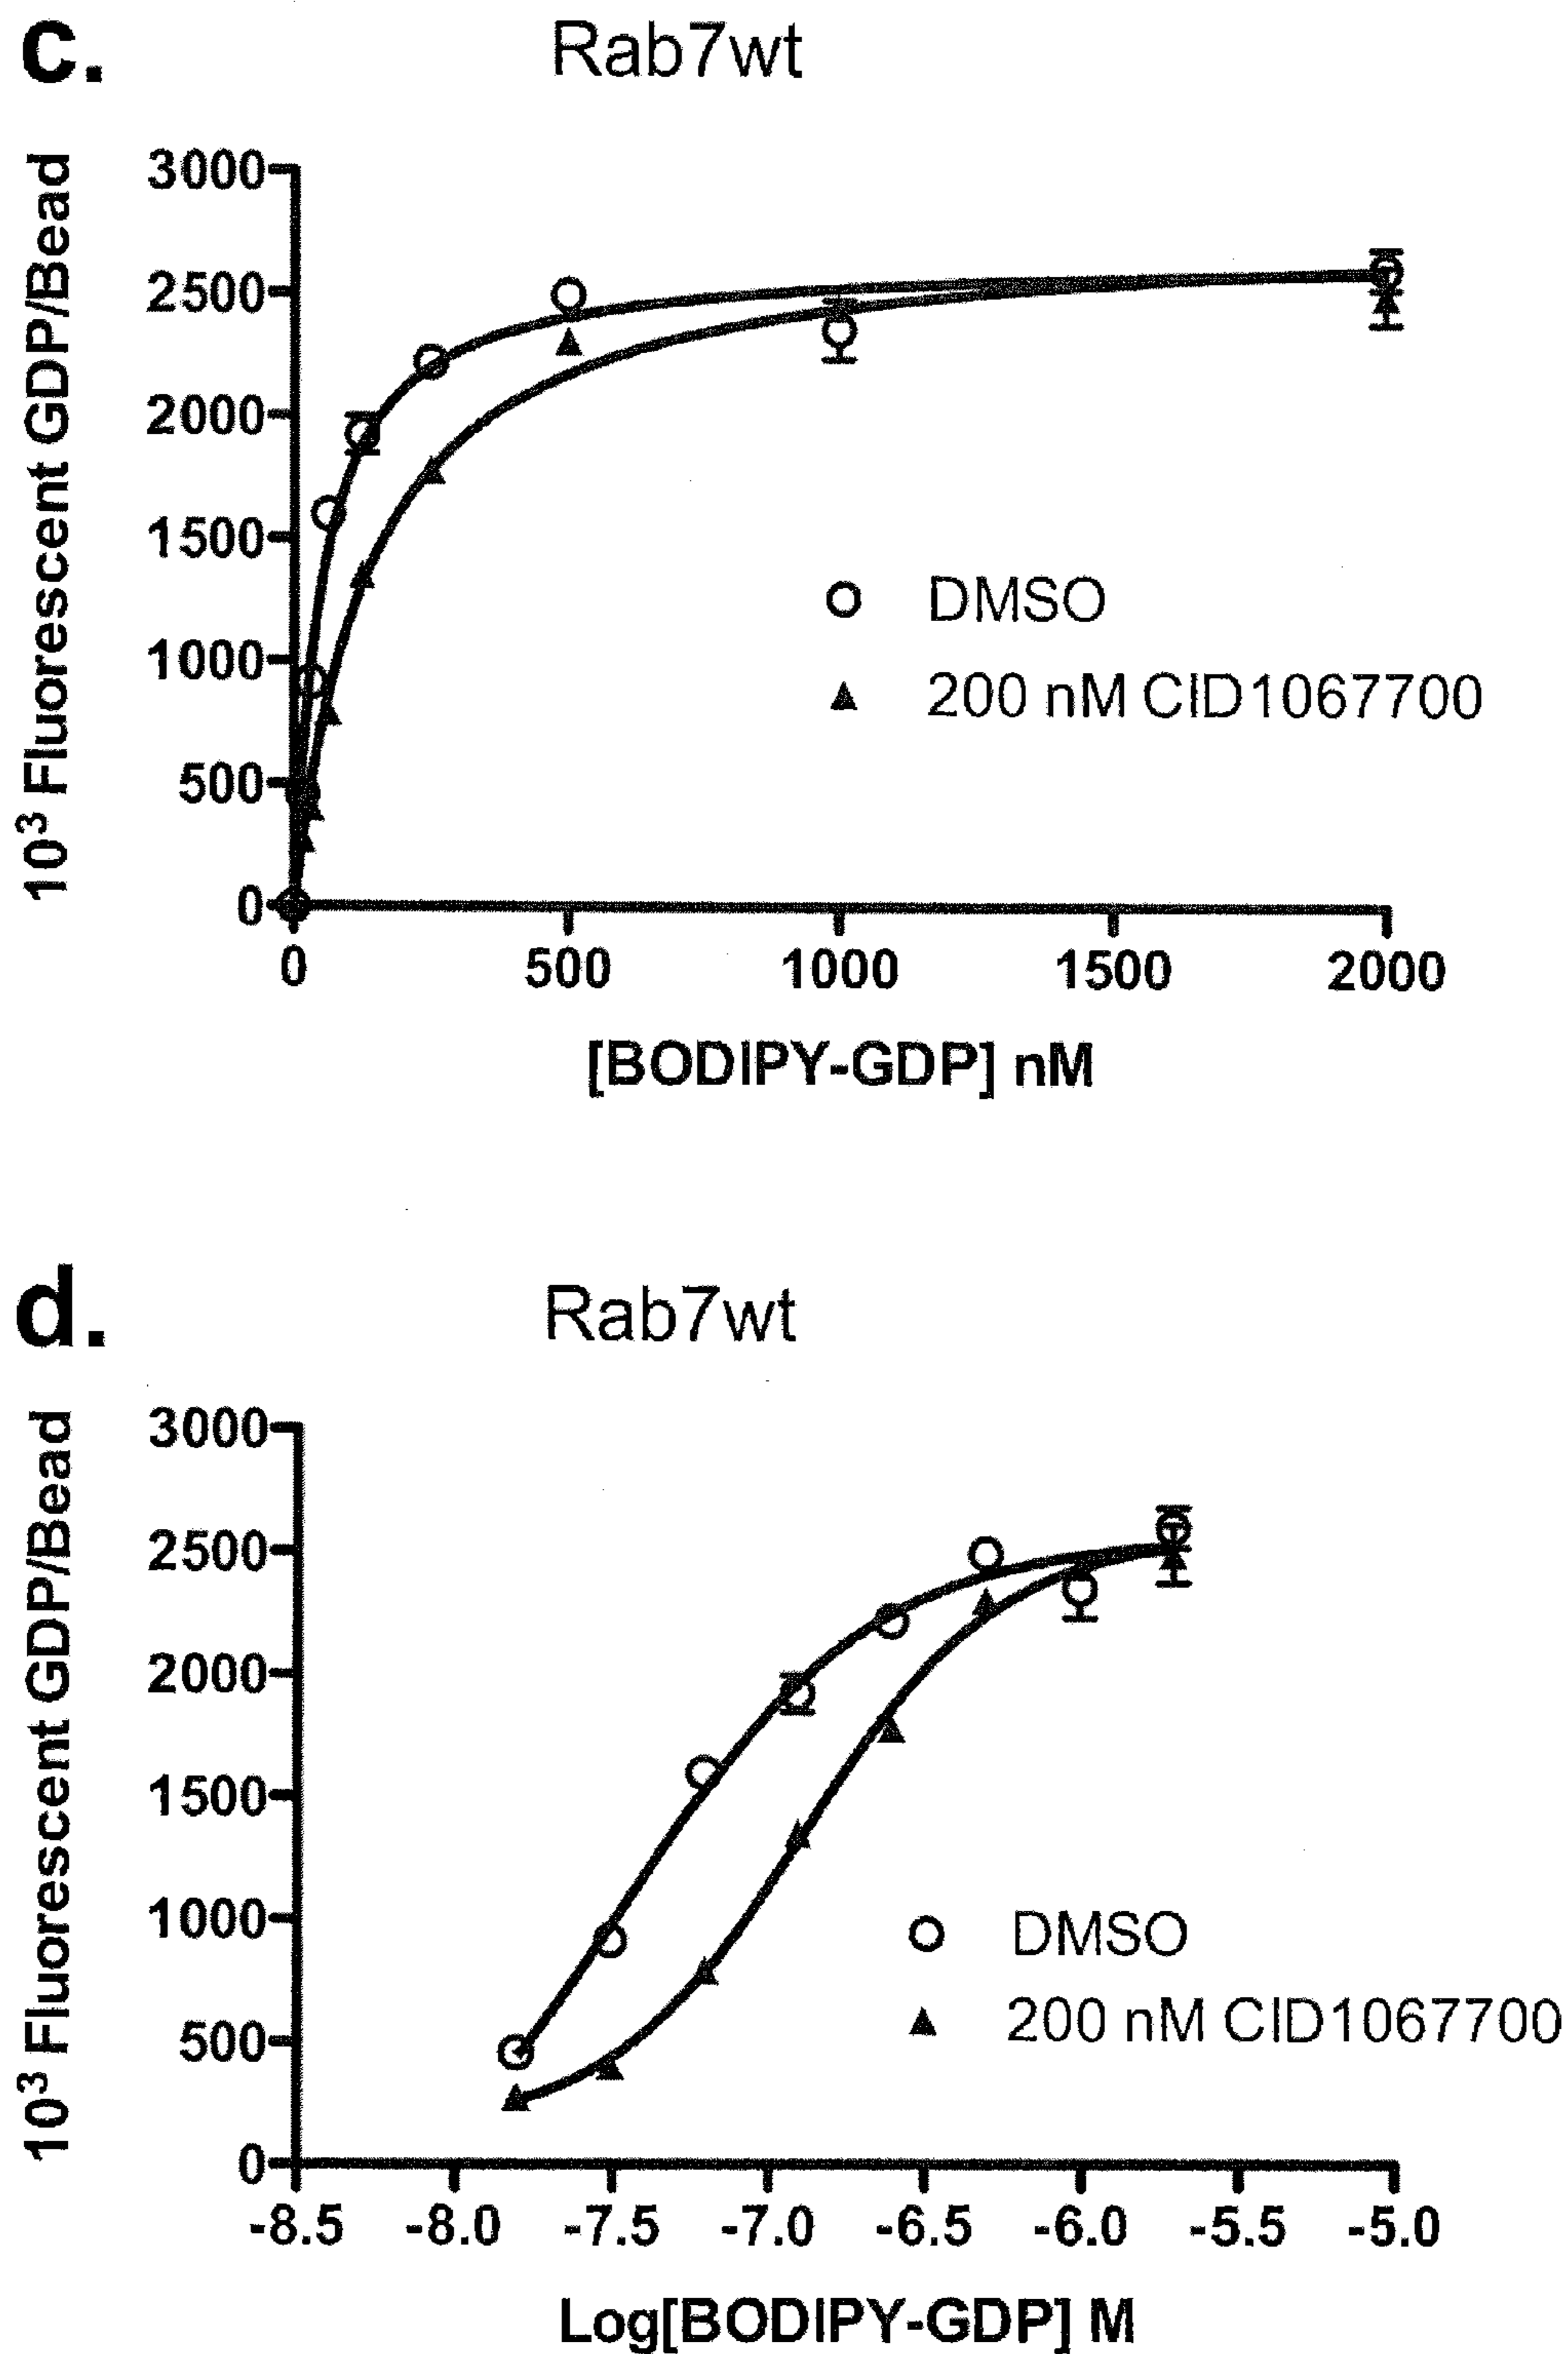 c.
Rab7wt
10³ Fluorescent GDP/Bead
3000
2500
2000
1500
1000
500
0
DMSO
200 nM CID1067700
0 500 1000 1500 2000
[BODIPY-GDP] nM
d.
Rab7wt
10³ Fluorescent GDP/Bead
3000
2500
2000
1500
1000
500
0
DMSO
200 nM CID1067700
-8.5 -8.0 -7.5 -7.0 -6.5 -6.0 -5.5 -5.0
Log[BODIPY-GDP] M